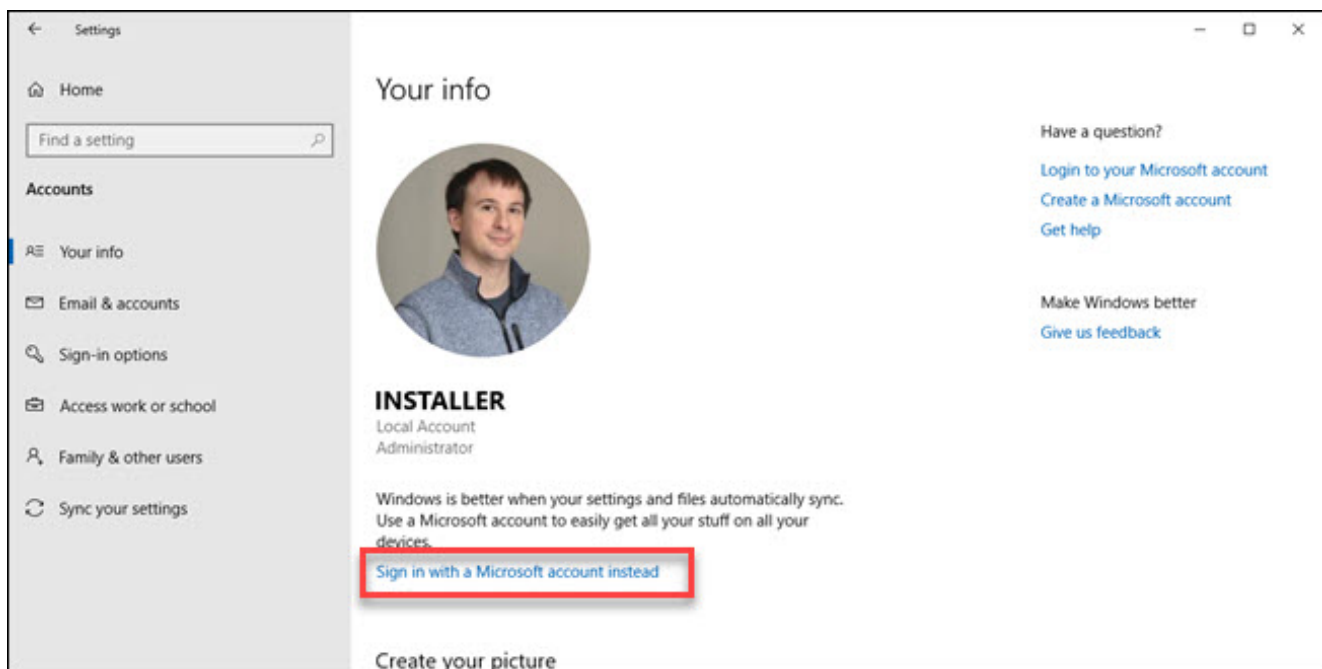 Settings
Home
Find a setting
Accounts
Your info
Email & accounts
Sign-in options
Access work or school
Family & other users
Sync your settings
Your info
INSTALLER
Local Account
Administrator
Windows is better when your settings and files automatically sync.
Use a Microsoft account to easily get all your stuff on all your
devices.
Sign in with a Microsoft account instead
Create your picture
Have a question?
Login to your Microsoft account
Create a Microsoft account
Get help
Make Windows better
Give us feedback